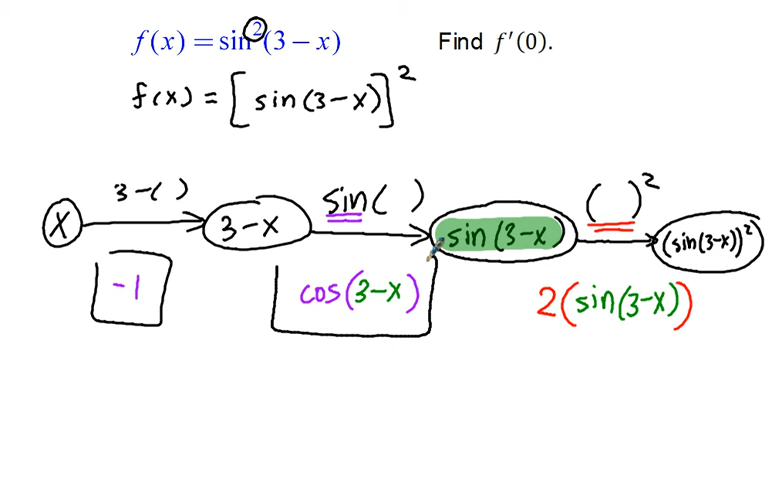 f(x) = sin²(3 − x)    Find f′(0).
f(x) = [sin(3−x)]²
3−( )    sin( )    ( )²
x    3−x    sin(3−x)    (sin(3−x))²
−1    cos(3−x)    2(sin(3−x))